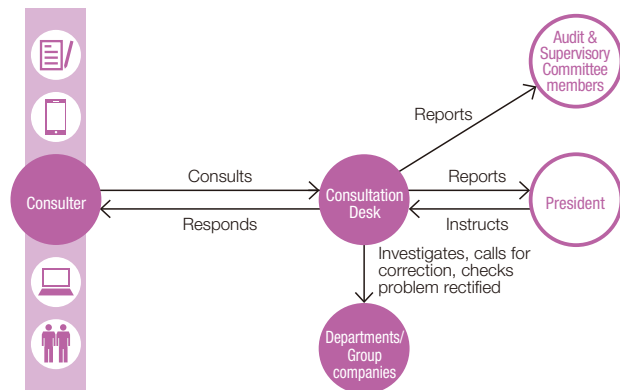 Audit &
Supervisory
Committee
members
Reports
Consulter
Consults
Responds
Consultation
Desk
Reports
Instructs
President
Investigates, calls for
correction, checks
problem rectified
Departments/
Group
companies